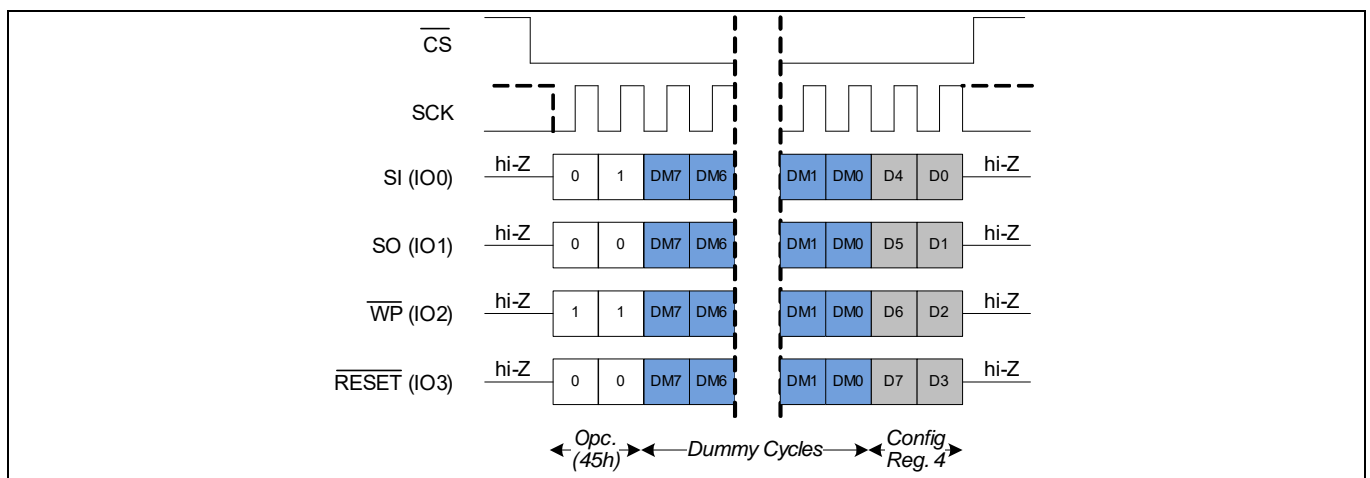 CS
SCK
SI (IO0) hi-Z 0 1 DM7 DM6 DM1 DM0 D4 D0 hi-Z
SO (IO1) hi-Z 0 0 DM7 DM6 DM1 DM0 D5 D1 hi-Z
WP (IO2) hi-Z 1 1 DM7 DM6 DM1 DM0 D6 D2 hi-Z
RESET (IO3) hi-Z 0 0 DM7 DM6 DM1 DM0 D7 D3 hi-Z
Opc. (45h) Dummy Cycles Config Reg. 4